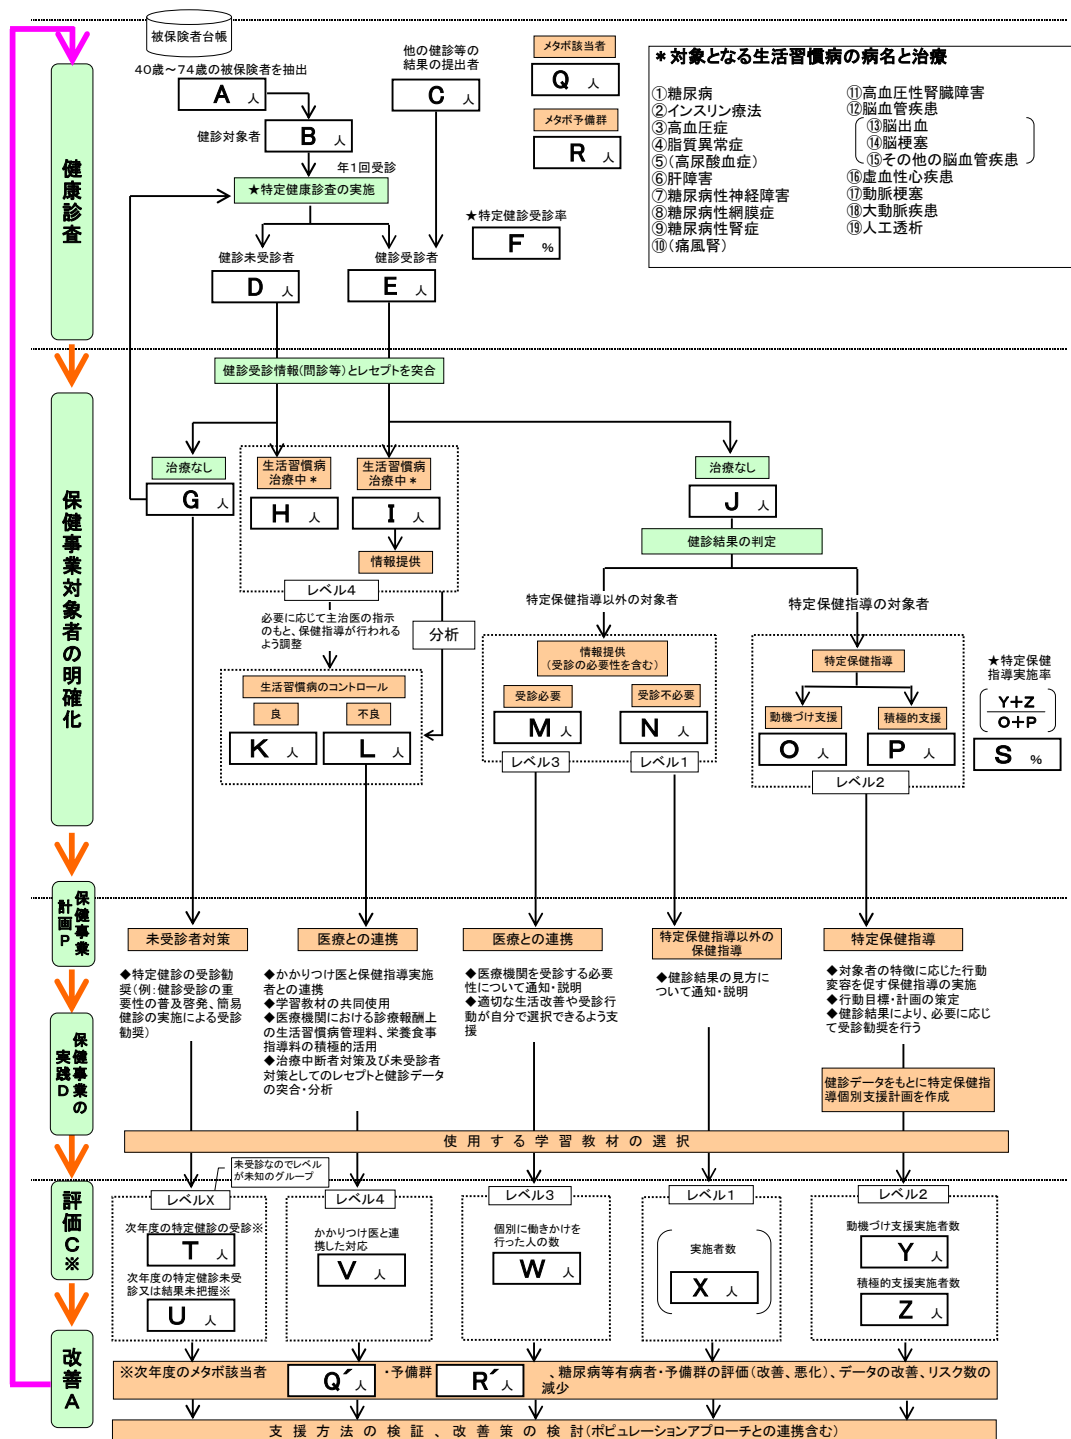 被保険者台帳
40歳～74歳の被保険者を抽出
A 人
他の健診等の
結果の提出者
C 人
健診対象者
B 人
年1回受診
★特定健康診査の実施
メタボ該当者
Q 人
メタボ予備群
R 人
★特定健診受診率
F %
健診未受診者
D 人
健診受診者
E 人
＊対象となる生活習慣病の病名と治療
①糖尿病
②インスリン療法
③高血圧症
④脂質異常症
⑤(高尿酸血症)
⑥肝障害
⑦糖尿病性神経障害
⑧糖尿病性網膜症
⑨糖尿病性腎症
⑩(痛風腎)
⑪高血圧性腎臓障害
⑫脳血管疾患
⑬脳出血
⑭脳梗塞
⑮その他の脳血管疾患
⑯虚血性心疾患
⑰動脈梗塞
⑱大動脈疾患
⑲人工透析
健康診査
健診受診情報(問診等)とレセプトを突合
保健事業対象者の明確化
治療なし
G 人
生活習慣病
治療中＊
H 人
生活習慣病
治療中＊
I 人
情報提供
レベル4
治療なし
J 人
健診結果の判定
必要に応じて主治医の指示
のもと、保健指導が行われる
よう調整
分析
生活習慣病のコントロール
良
不良
K 人
L 人
特定保健指導以外の対象者
情報提供
(受診の必要性を含む)
受診必要
受診不必要
M 人
N 人
レベル3
レベル1
特定保健指導の対象者
特定保健指導
動機づけ支援
積極的支援
O 人
P 人
レベル2
★特定保健
指導実施率
Y+Z
O+P
S %
保健事業
計画P
未受診者対策
医療との連携
医療との連携
特定保健指導以外の
保健指導
特定保健指導
◆特定健診の受診勧
奨(例:健診受診の重
要性の普及啓発、簡易
健診の実施による受診
勧奨)
◆かかりつけ医と保健指導実施
者との連携
◆学習教材の共同使用
◆医療機関における診療報酬上
の生活習慣病管理料、栄養食事
指導料の積極的活用
◆治療中断者対策及び未受診者
対策としてのレセプトと健診データ
の突合・分析
◆医療機関を受診する必要
性について通知・説明
◆適切な生活改善や受診行
動が自分で選択できるよう支
援
◆健診結果の見方に
ついて通知・説明
◆対象者の特徴に応じた行動
変容を促す保健指導の実施
◆行動目標・計画の策定
◆健診結果により、必要に応じ
て受診勧奨を行う
健診データをもとに特定保健指
導個別支援計画を作成
保健事業の
実践D
使用する学習教材の選択
未受診なのでレベル
が未知のグループ
評価C※
レベルX
次年度の特定健診の受診※
T 人
次年度の特定健診未受
診又は結果未把握※
U 人
レベル4
かかりつけ医と連
携した対応
V 人
レベル3
個別に働きかけを
行った人の数
W 人
レベル1
実施者数
X 人
レベル2
動機づけ支援実施者数
Y 人
積極的支援実施者数
Z 人
改善A
※次年度のメタボ該当者 Q´人 ・予備群 R´人 、糖尿病等有病者・予備群の評価(改善、悪化)、データの改善、リスク数の
減少
支援方法の検証、改善策の検討(ポピュレーションアプローチとの連携含む)